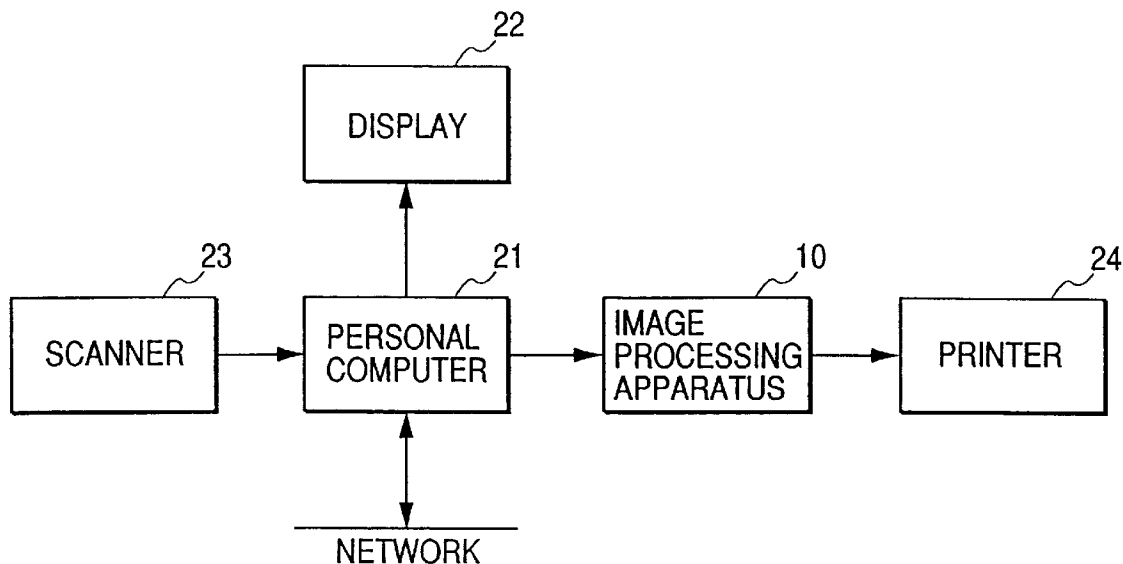 22
DISPLAY
23
21
10
24
SCANNER
PERSONAL
COMPUTER
IMAGE
PROCESSING
APPARATUS
PRINTER
NETWORK